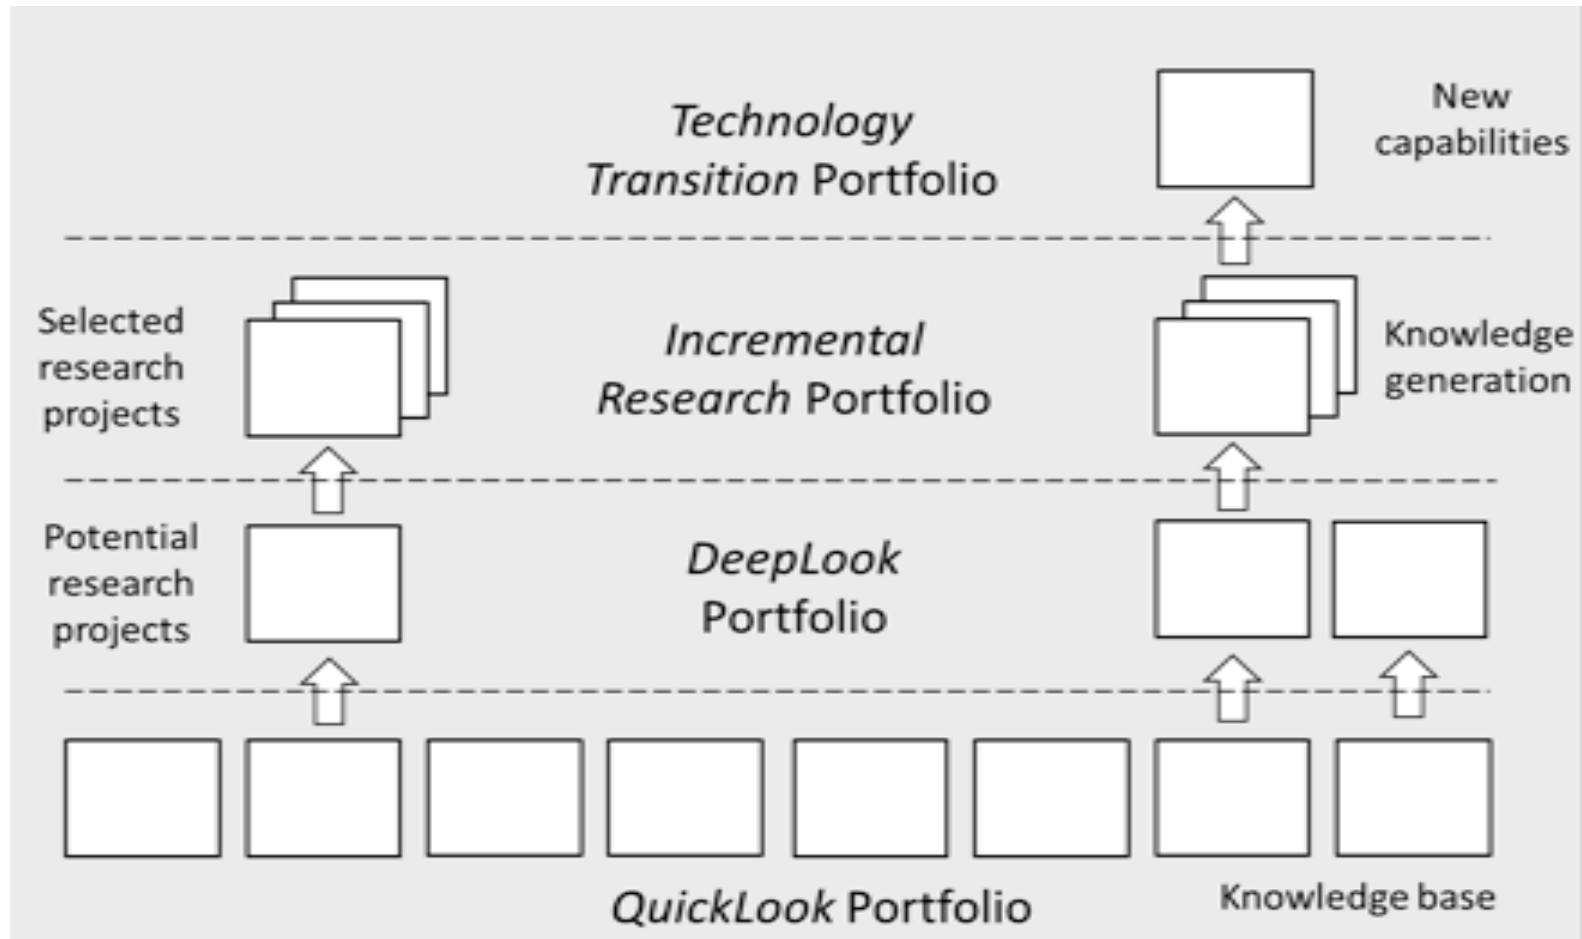 Technology
Transition Portfolio
New
capabilities
Selected
research
projects
Incremental
Research Portfolio
Knowledge
generation
Potential
research
projects
DeepLook
Portfolio
QuickLook Portfolio
Knowledge base